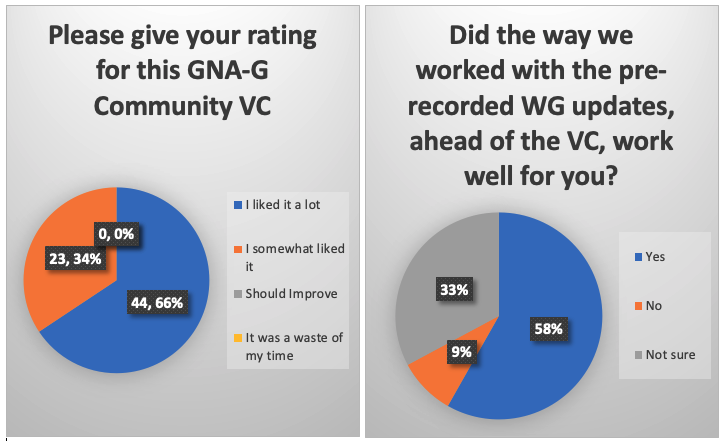 Please give your rating
for this GNA-G
Community VC
0, 0%
23, 34%
44, 66%
I liked it a lot
I somewhat liked
it
Should Improve
It was a waste of
my time
Did the way we
worked with the pre-
recorded WG updates,
ahead of the VC, work
well for you?
33%
58%
9%
Yes
No
Not sure